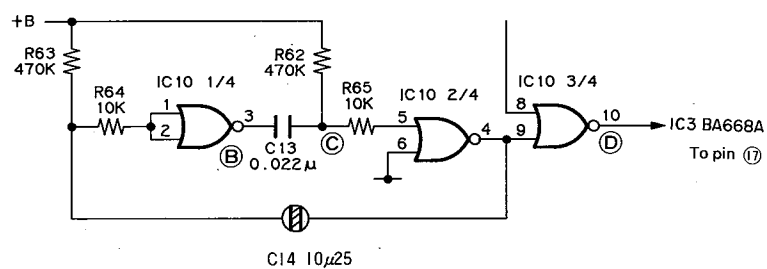 +B
R63
470K
R62
470K
R64
10K
IC10 1/4
R65
10K
IC10 2/4
IC10 3/4
1
2
3
B
C13
0.022μ
C
5
6
4
8
9
10
D
IC3 BA668A
To pin 17
C14 10μ25